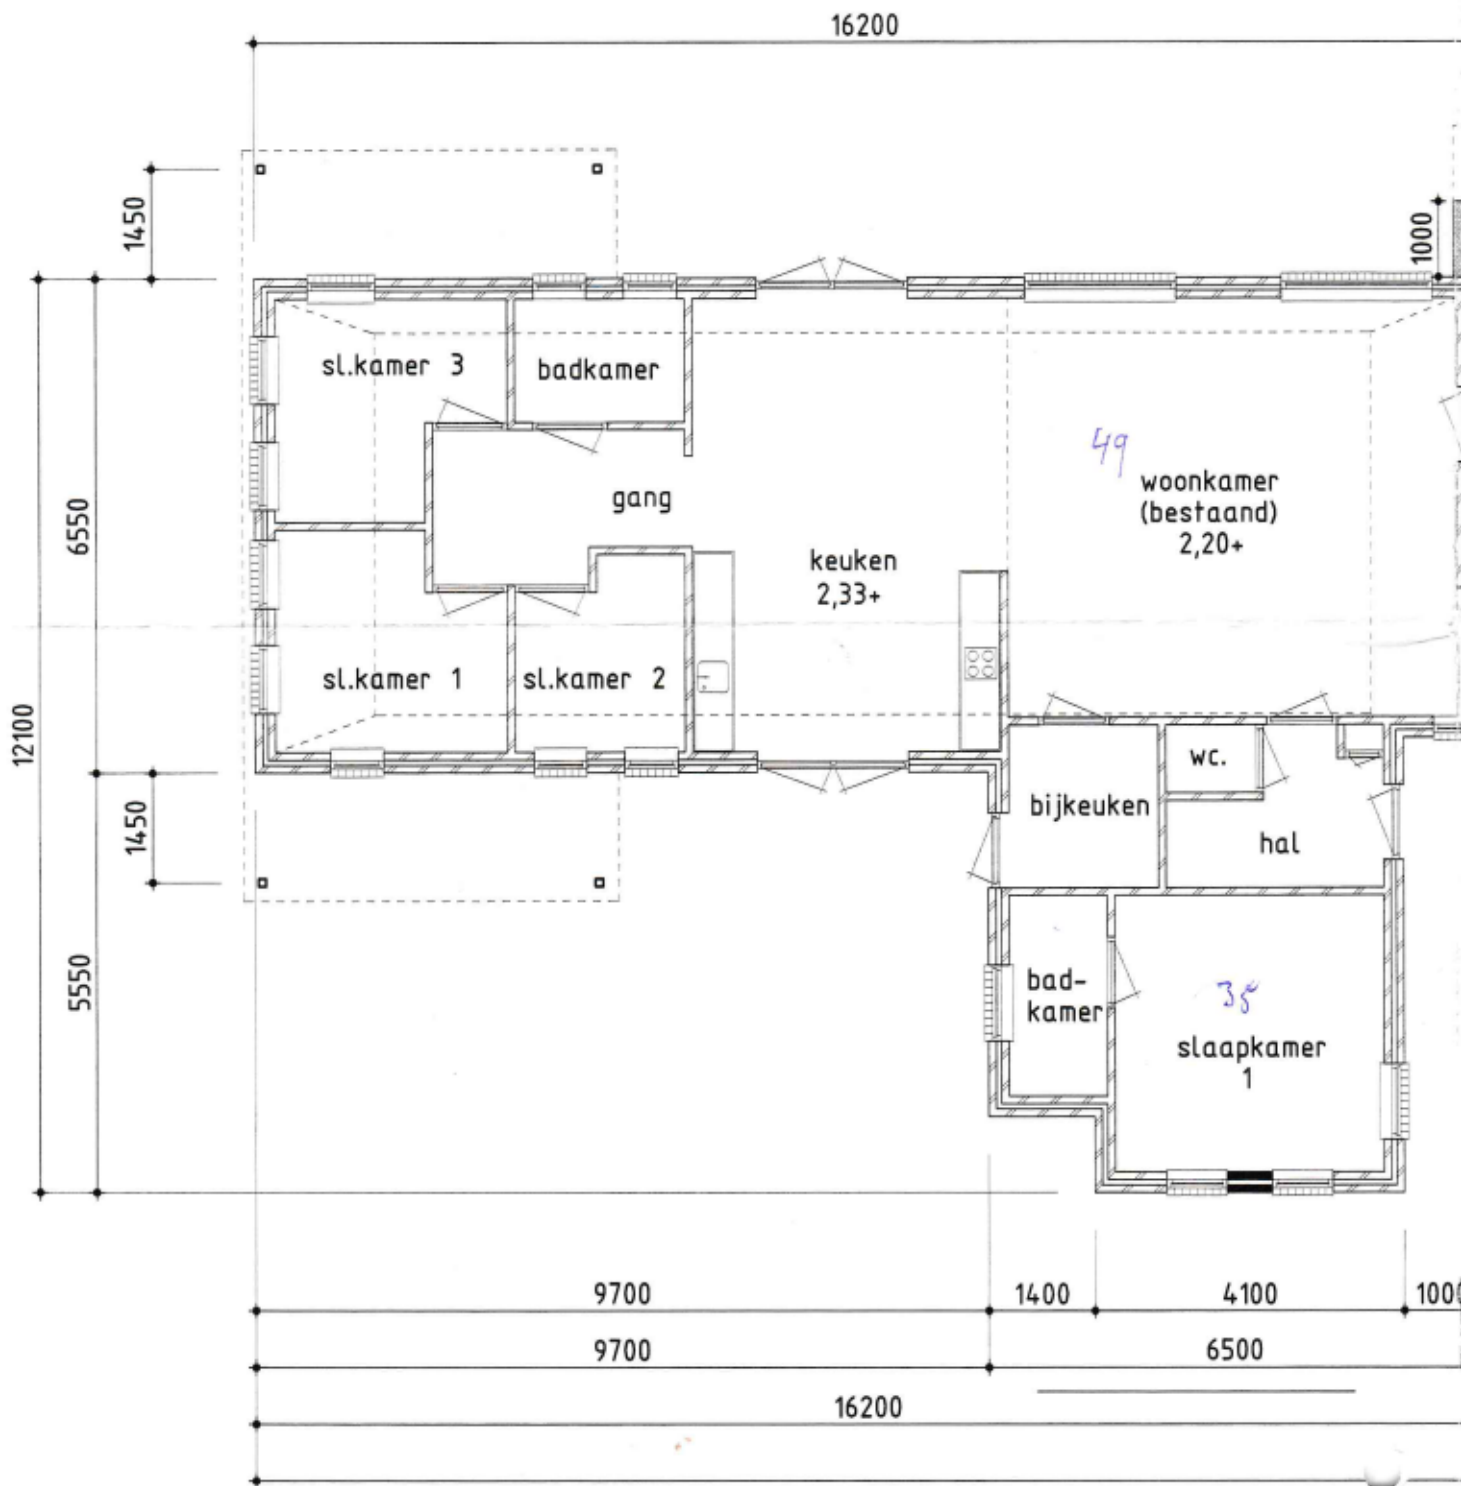 16200
1450
1000
sl.kamer 3
badkamer
49
woonkamer
(bestaand)
2,20+
gang
6550
keuken
2,33+
sl.kamer 1
sl.kamer 2
12100
wc.
1450
bijkeuken
hal
5550
bad-
kamer
35
slaapkamer
1
9700
1400
4100
1000
9700
6500
16200